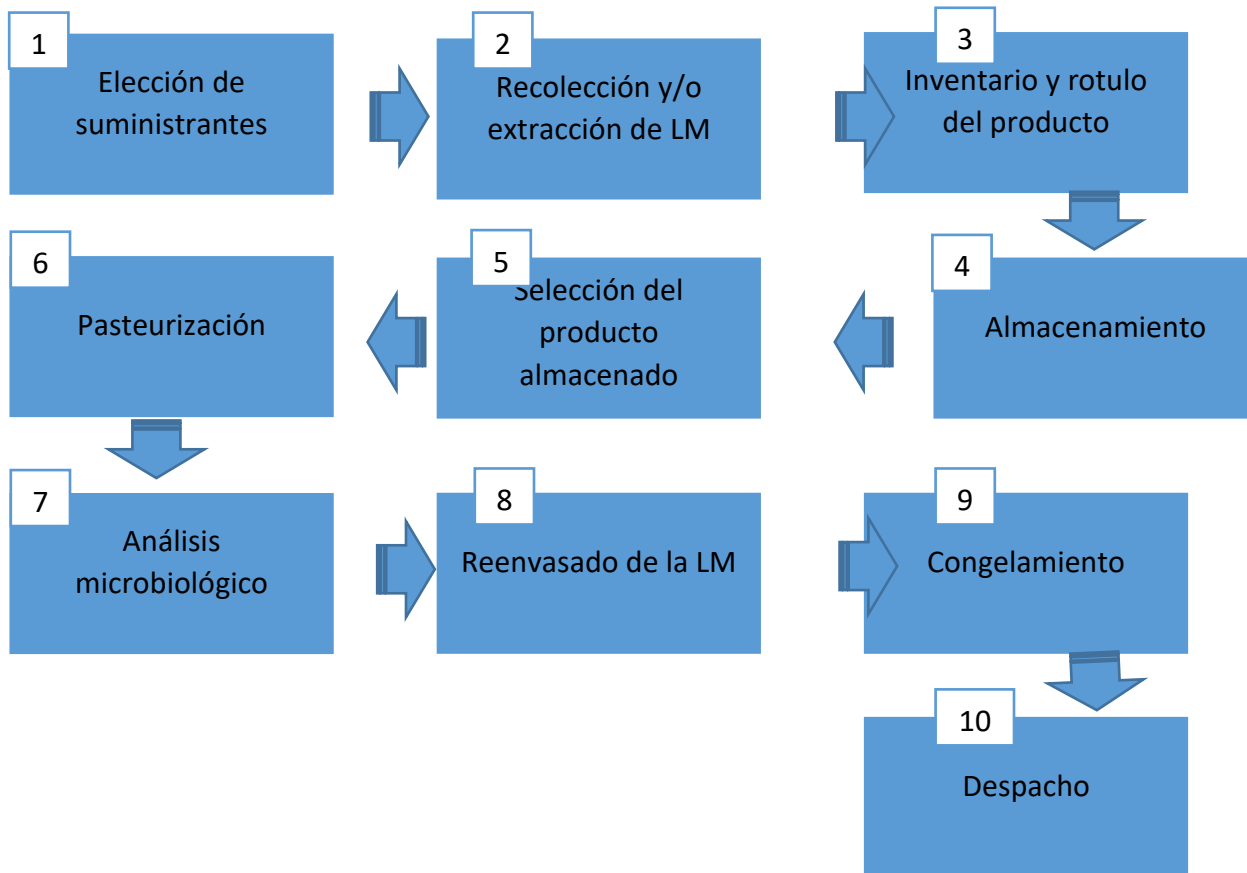 1
Elección de
suministrantes
2
Recolección y/o
extracción de LM
3
Inventario y rotulo
del producto
4
Almacenamiento
5
Selección del
producto
almacenado
6
Pasteurización
7
Análisis
microbiológico
8
Reenvasado de la LM
9
Congelamiento
10
Despacho